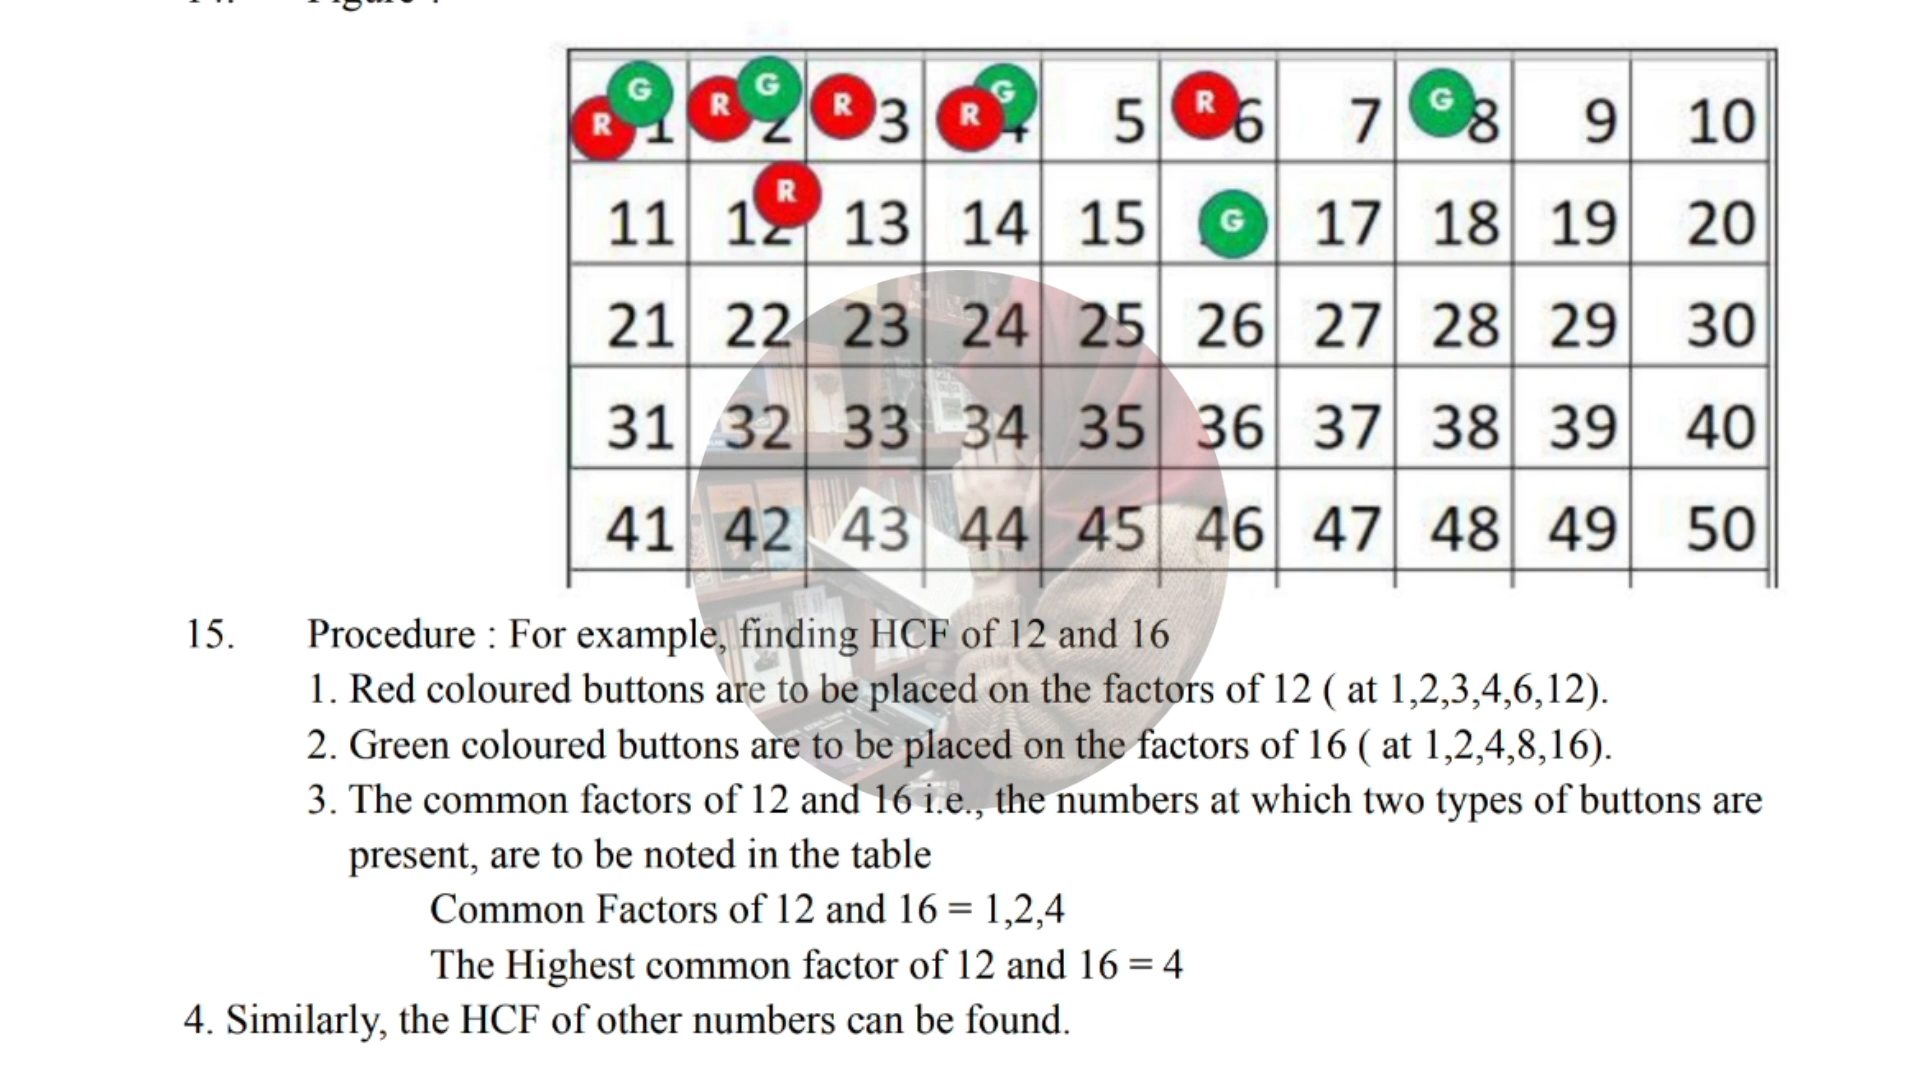 14. Figure :
G R 1 R G 2 R 3 R G 4 5 R 6 7 G 8 9 10
11 12 R 13 14 15 G 17 18 19 20
21 22 23 24 25 26 27 28 29 30
31 32 33 34 35 36 37 38 39 40
41 42 43 44 45 46 47 48 49 50
15. Procedure : For example, finding HCF of 12 and 16
1. Red coloured buttons are to be placed on the factors of 12 ( at 1,2,3,4,6,12).
2. Green coloured buttons are to be placed on the factors of 16 ( at 1,2,4,8,16).
3. The common factors of 12 and 16 i.e., the numbers at which two types of buttons are
present, are to be noted in the table
Common Factors of 12 and 16 = 1,2,4
The Highest common factor of 12 and 16 = 4
4. Similarly, the HCF of other numbers can be found.